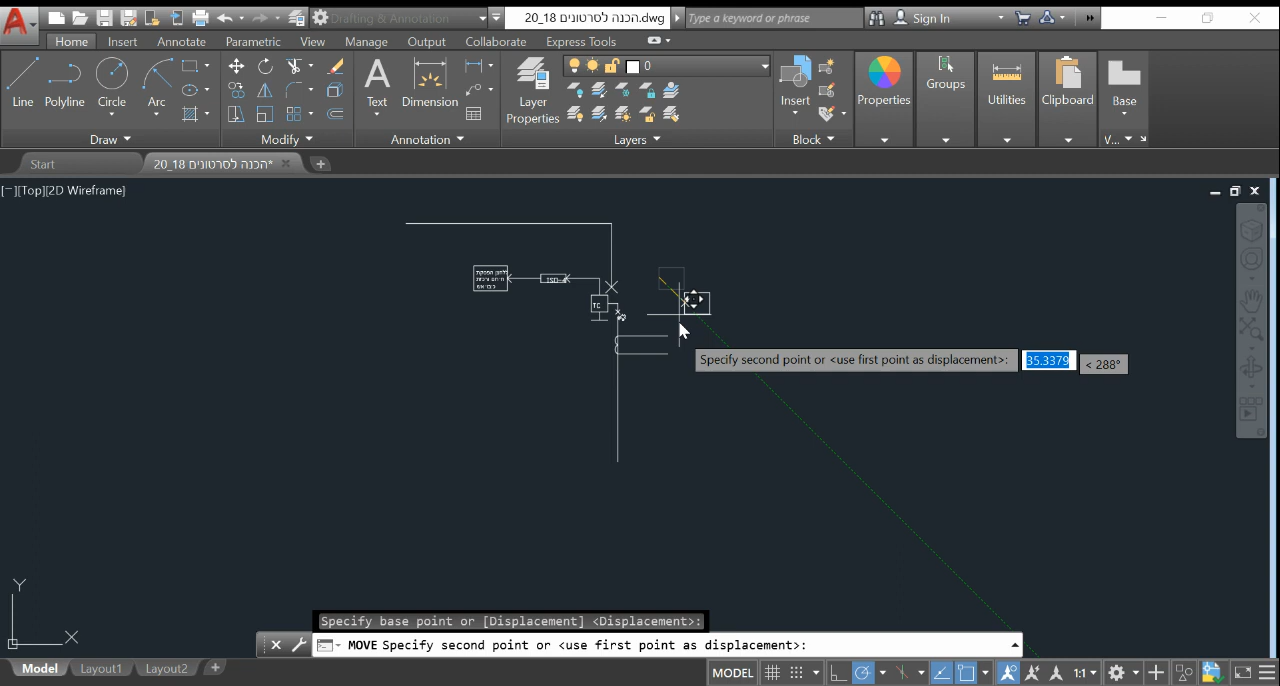 Drafting & Annotation
הכנה לסרטונים 20_18.dwg
Type a keyword or phrase
Sign In
Home Insert Annotate Parametric View Manage Output Collaborate Express Tools
0
Line Polyline Circle Arc
Text Dimension
Layer Properties
Insert
Properties
Groups
Utilities
Clipboard
Base
Draw Modify Annotation Layers Block V...
Start
הכנה לסרטונים 20_18*
[−][Top][2D Wireframe]
TC
Specify second point or <use first point as displacement>: 35.3379 < 288°
Y
X
Specify base point or [Displacement] <Displacement>:
MOVE Specify second point or <use first point as displacement>:
Model Layout1 Layout2
MODEL
1:1